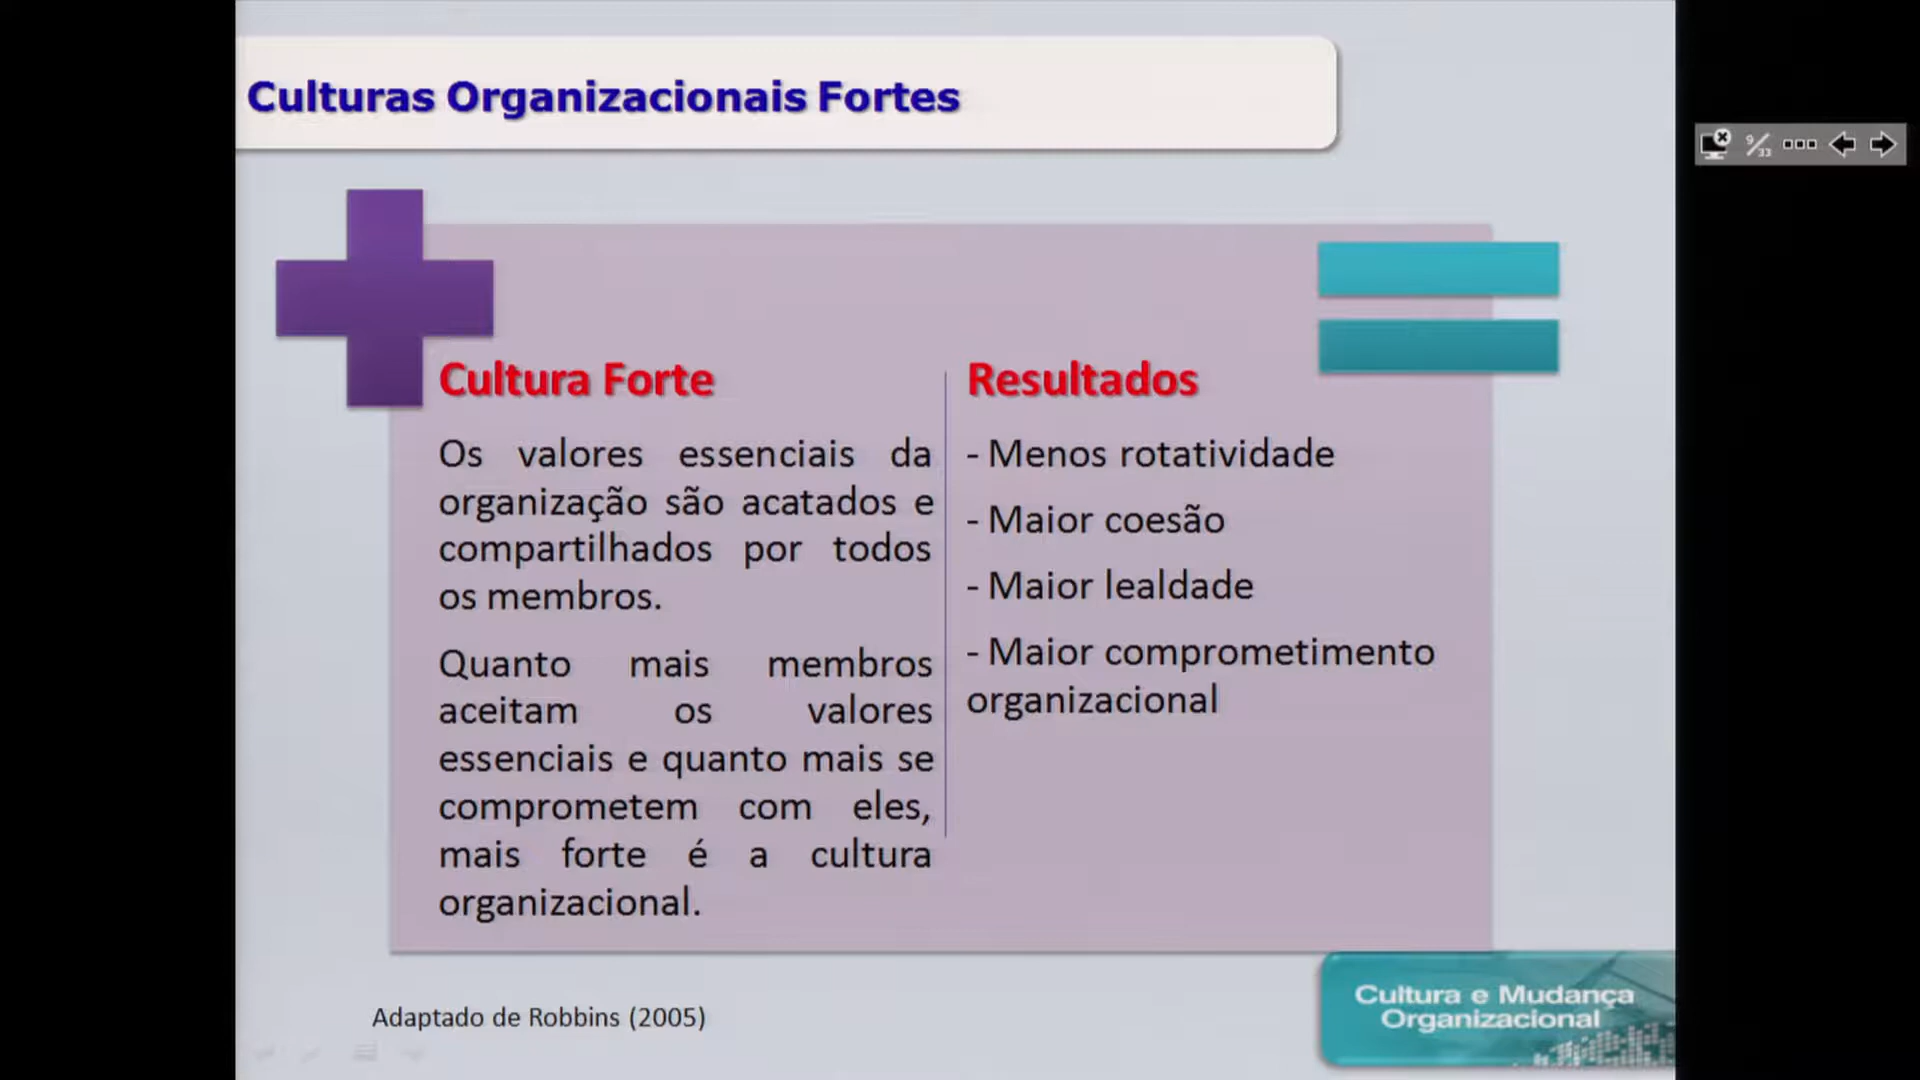 Culturas Organizacionais Fortes
9/33
Cultura Forte
Os valores essenciais da
organização são acatados e
compartilhados por todos
os membros.
Quanto mais membros
aceitam os valores
essenciais e quanto mais se
comprometem com eles,
mais forte é a cultura
organizacional.
Resultados
- Menos rotatividade
- Maior coesão
- Maior lealdade
- Maior comprometimento
organizacional
Adaptado de Robbins (2005)
Cultura e Mudança
Organizacional